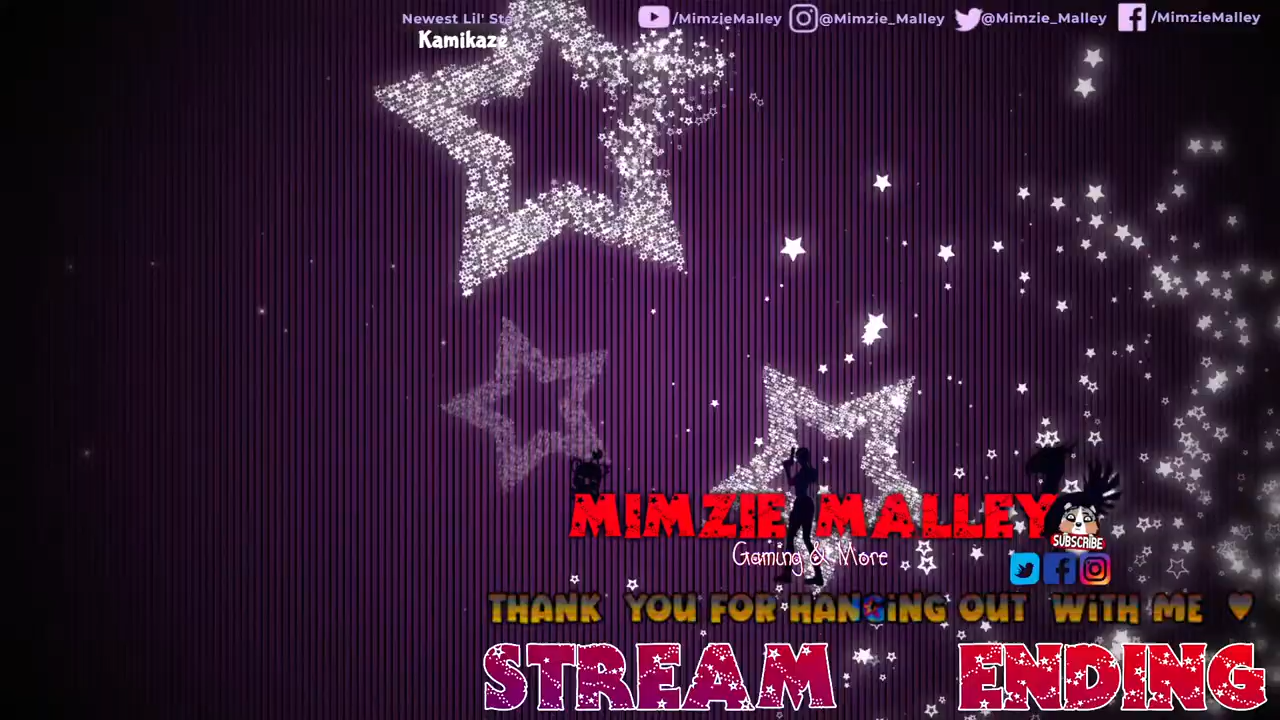 Newest Lil' Sta
Kamikaze
/MimzieMalley @Mimzie_Malley @Mimzie_Malley /MimzieMalley
MIMZIE MALLEY
SUBSCRIBE
Gaming & More
THANK YOU FOR HANGING OUT WITH ME ♥
STREAM ENDING